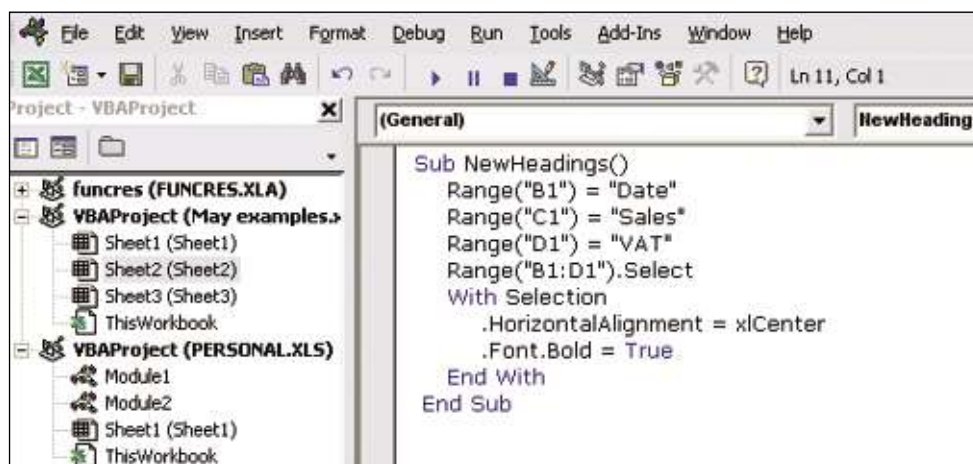 File Edit View Insert Format Debug Run Tools Add-Ins Window Help
Ln 11, Col 1
Project - VBAProject
(General)
NewHeading
funcres (FUNCRES.XLA)
VBAProject (May examples.x
Sheet1 (Sheet1)
Sheet2 (Sheet2)
Sheet3 (Sheet3)
ThisWorkbook
VBAProject (PERSONAL.XLS)
Module1
Module2
Sheet1 (Sheet1)
ThisWorkbook
Sub NewHeadings()
Range("B1") = "Date"
Range("C1") = "Sales"
Range("D1") = "VAT"
Range("B1:D1").Select
With Selection
.HorizontalAlignment = xlCenter
.Font.Bold = True
End With
End Sub